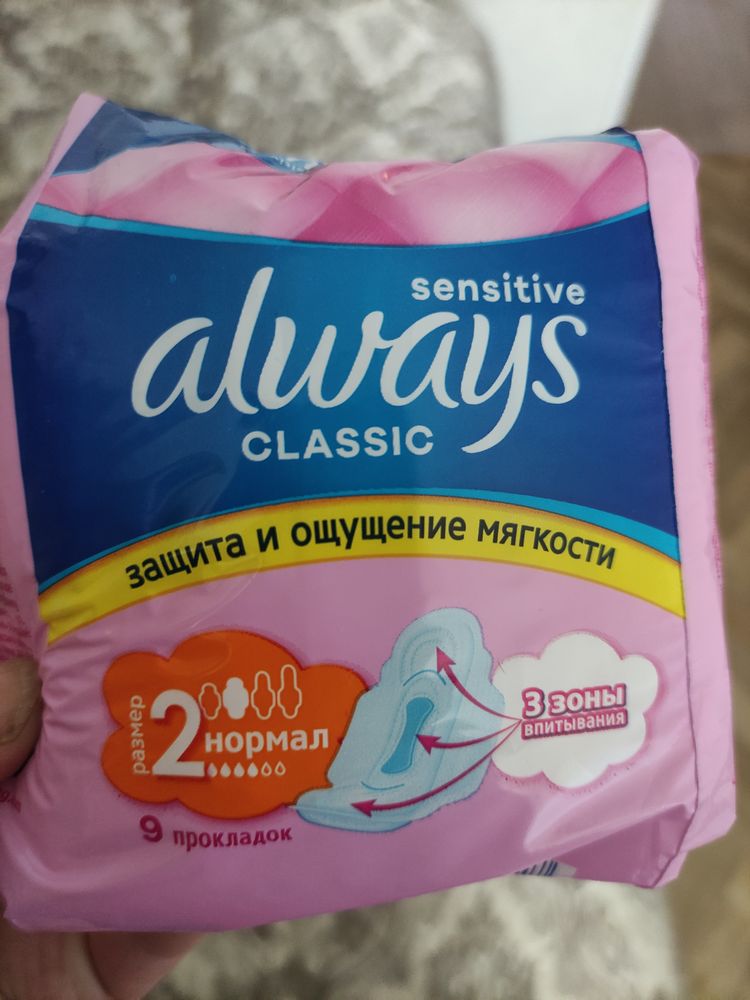 sensitive
always
CLASSIC
защита и ощущение мягкости
размер
2
нормал
3 зоны
впитывания
9 прокладок